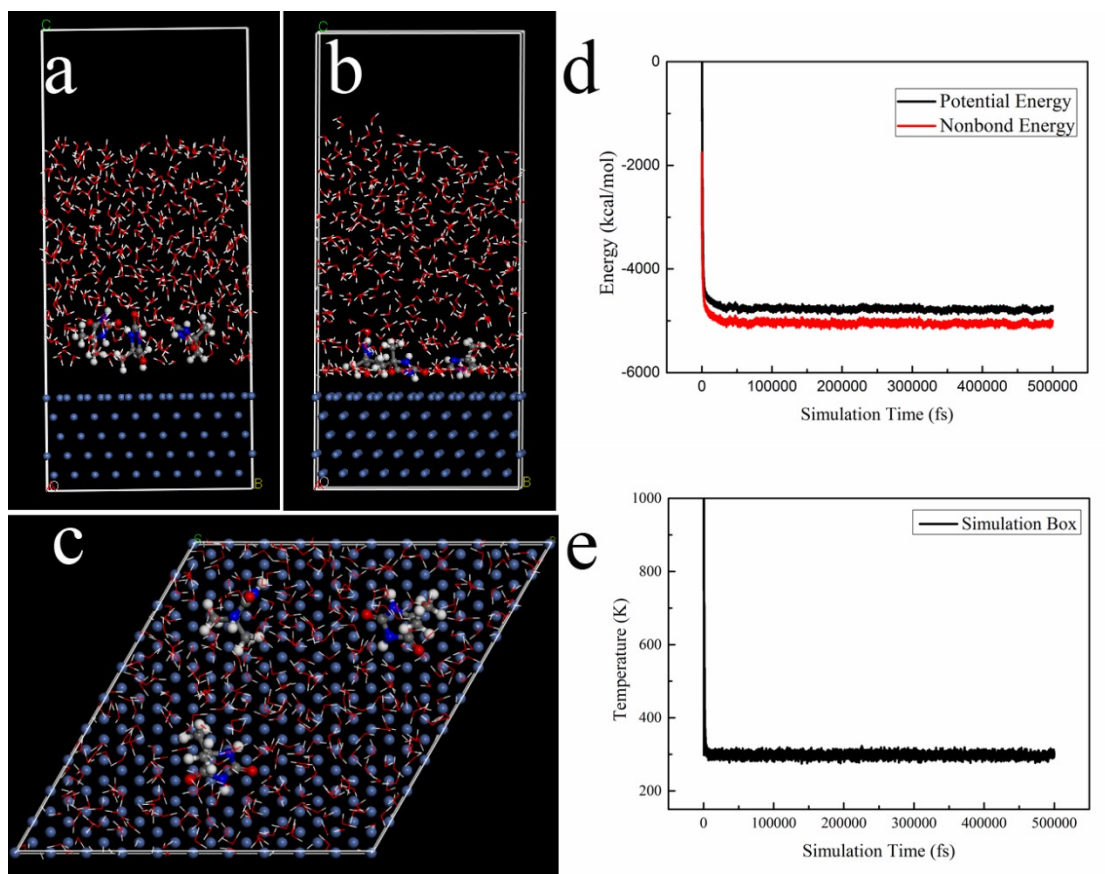 a
C
O
B
b
C
O
B
c
d
0
-2000
-4000
-6000
Energy (kcal/mol)
Potential Energy
Nonbond Energy
0 100000 200000 300000 400000 500000
Simulation Time (fs)
e
1000
800
600
400
200
Temperature (K)
Simulation Box
0 100000 200000 300000 400000 500000
Simulation Time (fs)